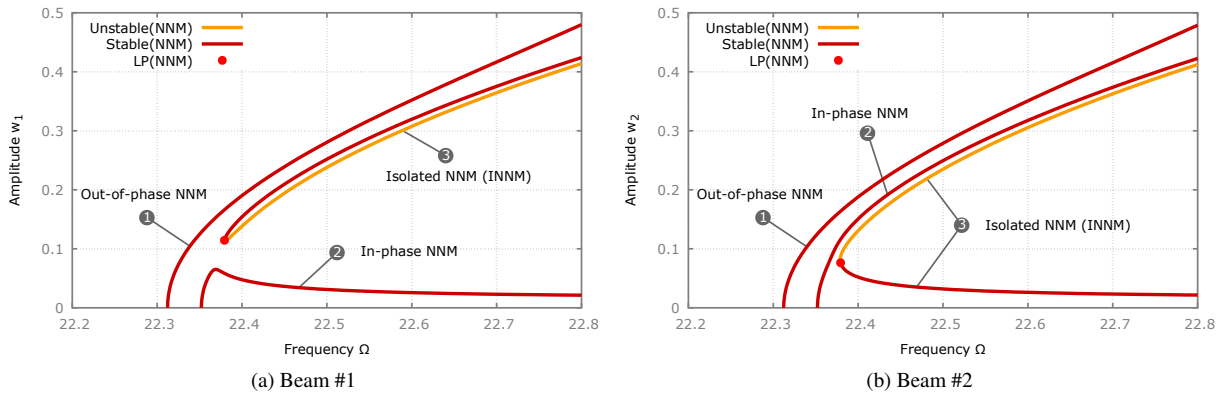 Unstable(NNM)
Stable(NNM)
LP(NNM)
Amplitude w1
0.5
0.4
0.3
0.2
0.1
0
3
Isolated NNM (INNM)
Out-of-phase NNM
1
2
In-phase NNM
22.2
22.3
22.4
22.5
22.6
22.7
22.8
Frequency Ω
(a) Beam #1
Unstable(NNM)
Stable(NNM)
LP(NNM)
Amplitude w2
0.5
0.4
0.3
0.2
0.1
0
In-phase NNM
2
Out-of-phase NNM
1
3
Isolated NNM (INNM)
22.2
22.3
22.4
22.5
22.6
22.7
22.8
Frequency Ω
(b) Beam #2